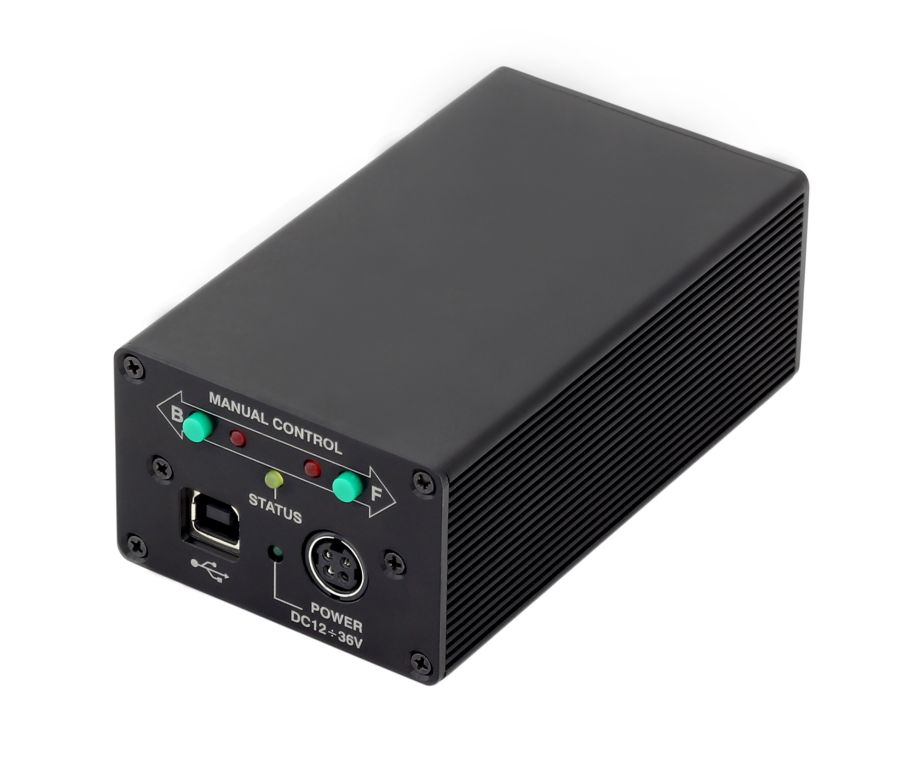 MANUAL CONTROL
B
F
STATUS
POWER
DC12÷36V